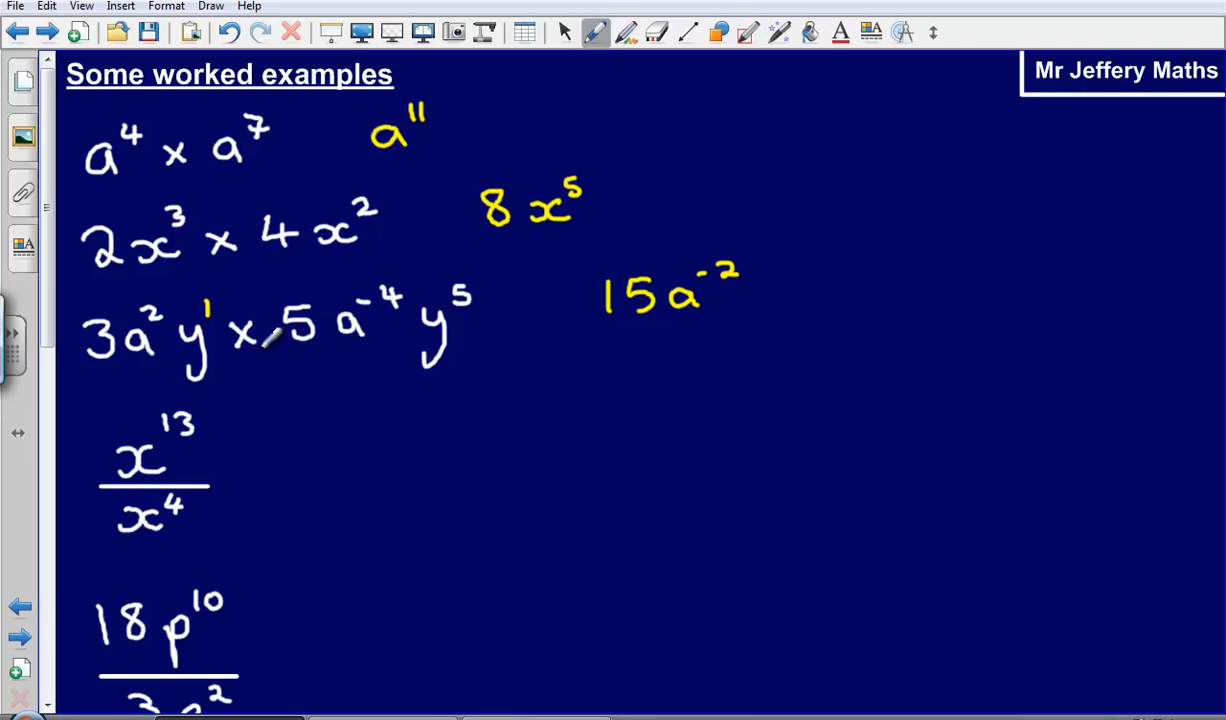 File Edit View Insert Format Draw Help
Some worked examples
Mr Jeffery Maths
a⁴ × a⁷ a¹¹
2x³ × 4x² 8x⁵
3a²y¹ × 5a⁻⁴y⁵ 15a⁻²
x¹³
x⁴
18p¹⁰